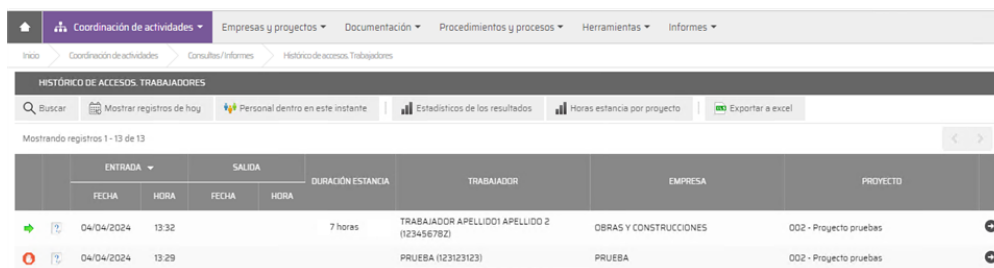 Coordinación de actividades Empresas y proyectos Documentación Procedimientos y procesos Herramientas Informes
Inicio Coordinación de actividades Consultas/Informes Histórico de accesos. Trabajadores
HISTÓRICO DE ACCESOS. TRABAJADORES
Buscar Mostrar registros de hoy Personal dentro en este instante Estadísticos de los resultados Horas estancia por proyecto Exportar a excel
Mostrando registros 1 - 13 de 13
ENTRADA SALIDA DURACIÓN ESTANCIA TRABAJADOR EMPRESA PROYECTO
FECHA HORA FECHA HORA
04/04/2024 13:32 7 horas TRABAJADOR APELLIDO1 APELLIDO 2 OBRAS Y CONSTRUCCIONES 002 - Proyecto pruebas
(12345678Z)
04/04/2024 13:29 PRUEBA (123123123) PRUEBA 002 - Proyecto pruebas